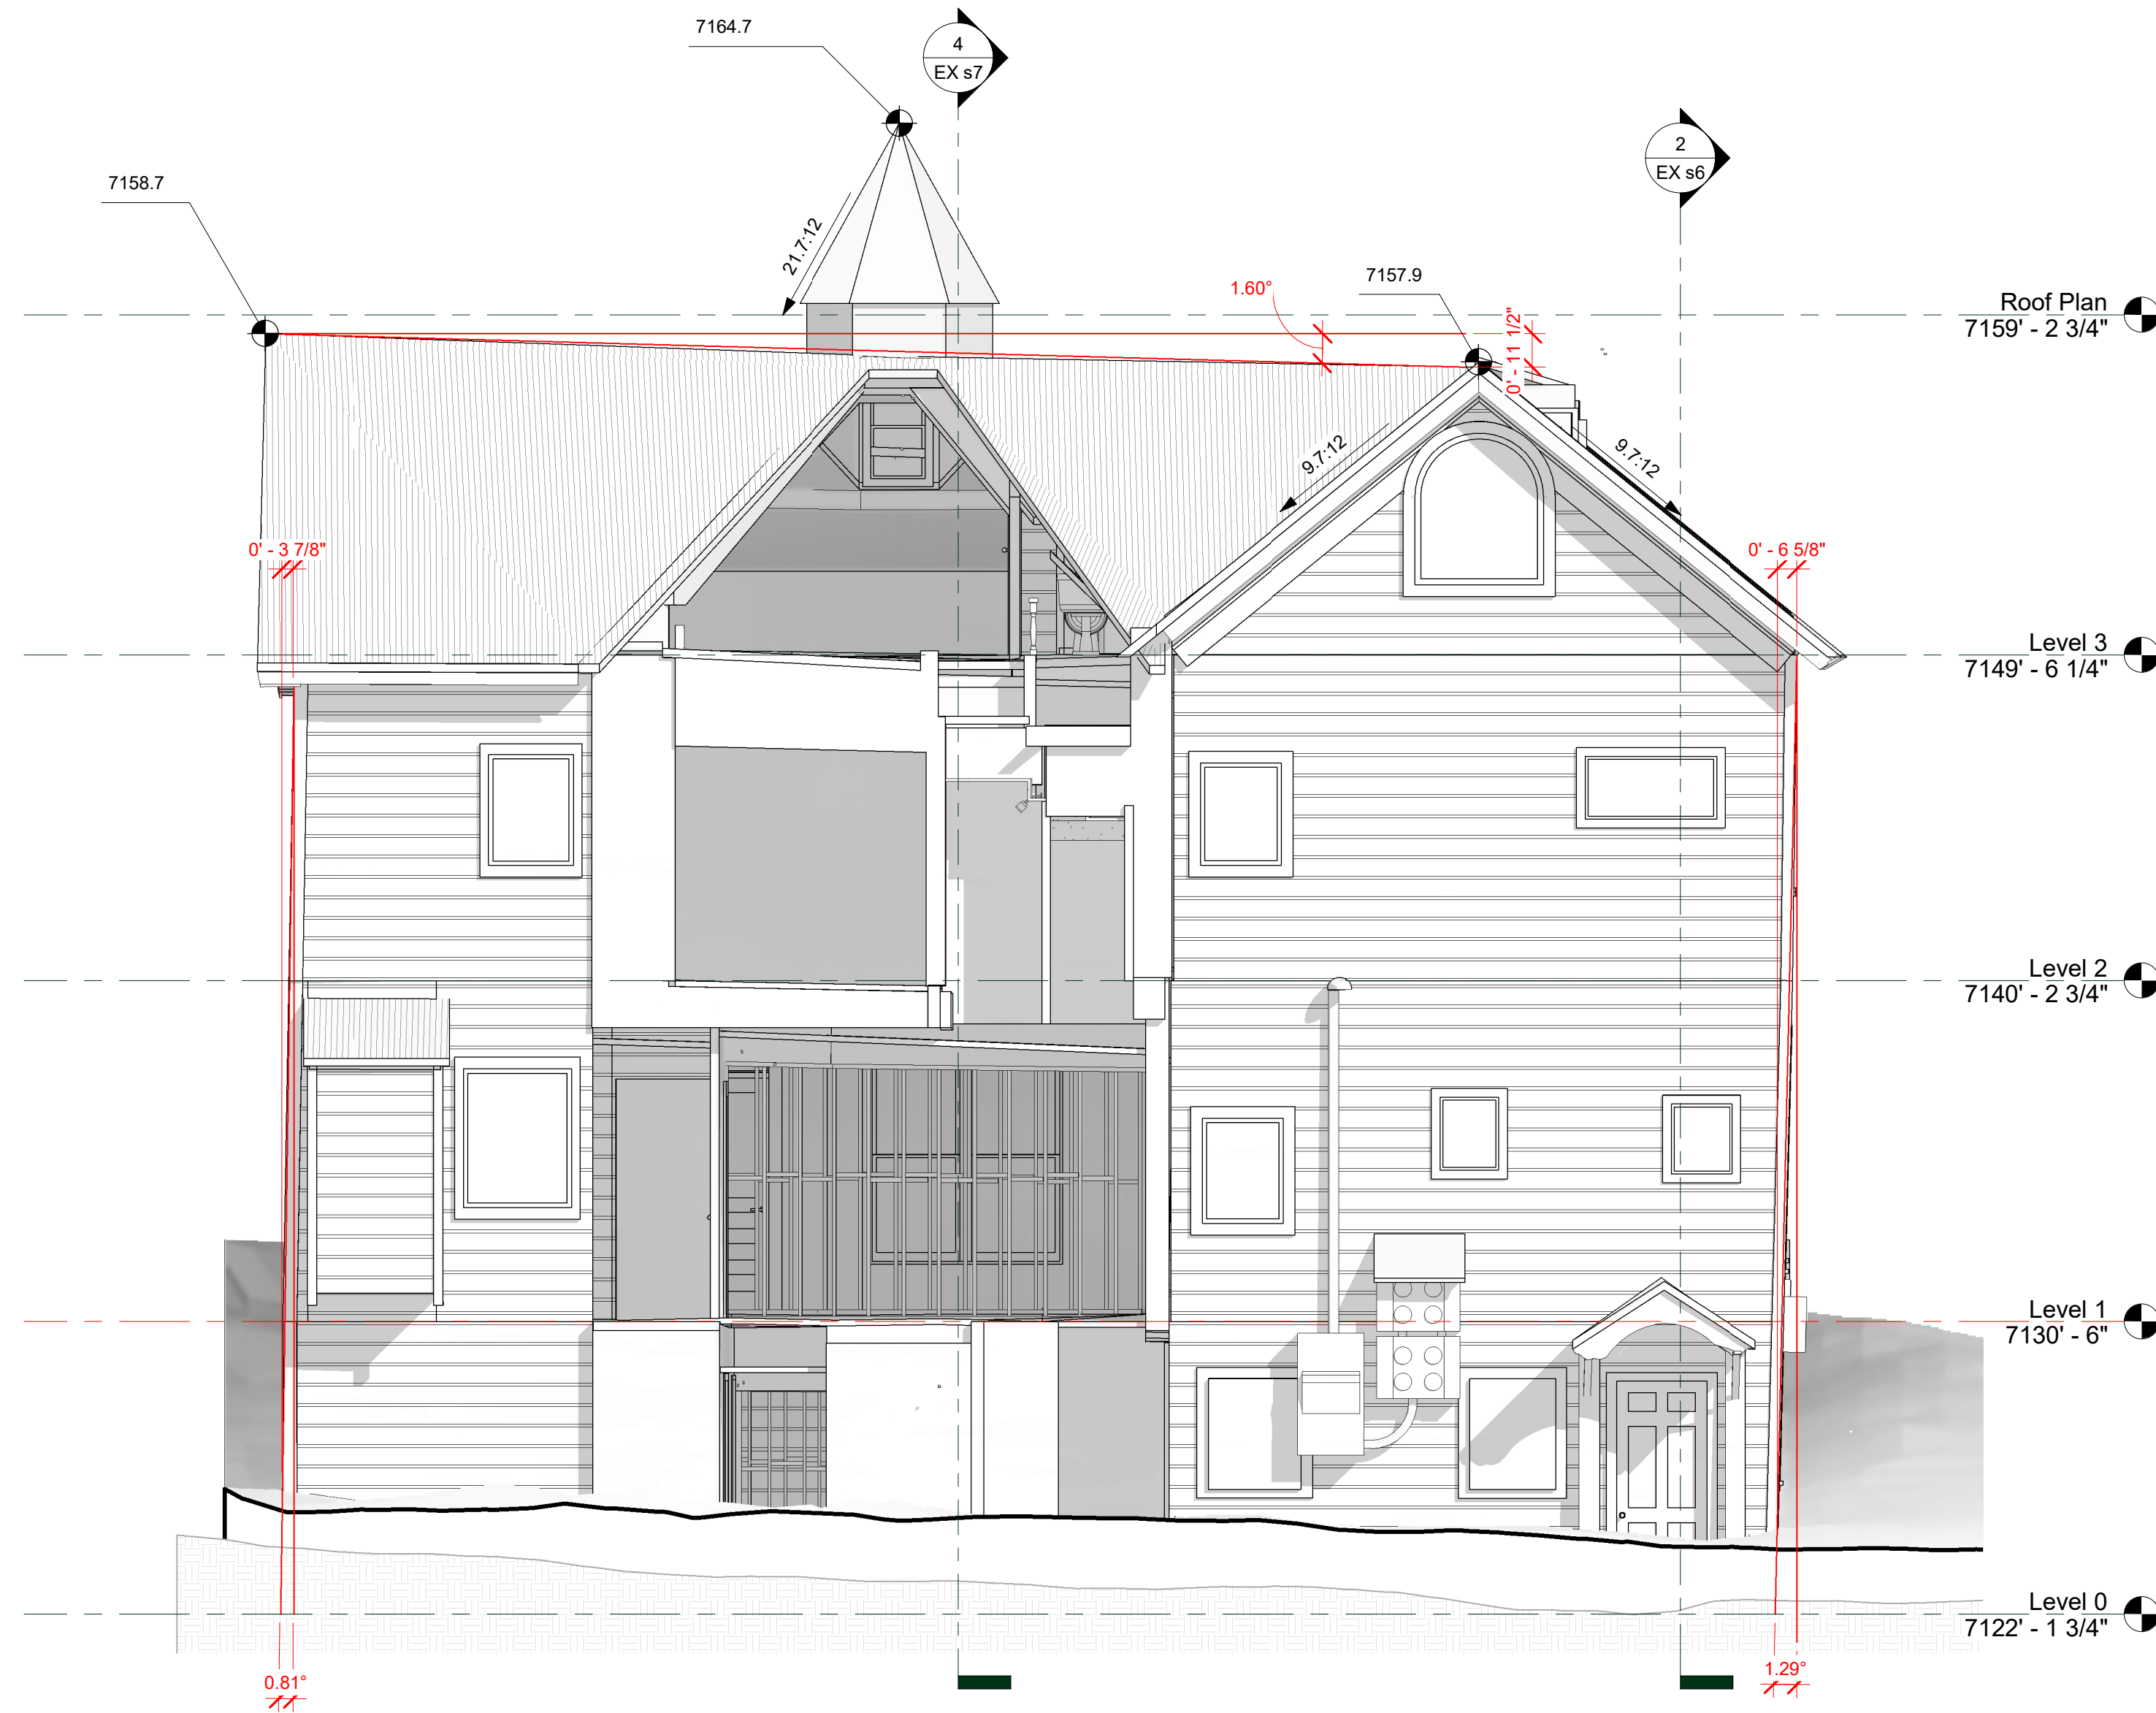 7164.7
4
EX s7
2
EX s6
7158.7
21.7:12
7157.9
1.60°
0' - 11 1/2"
Roof Plan
7159' - 2 3/4"
9.7:12
9.7:12
0' - 3 7/8"
0' - 6 5/8"
Level 3
7149' - 6 1/4"
Level 2
7140' - 2 3/4"
Level 1
7130' - 6"
Level 0
7122' - 1 3/4"
0.81°
1.29°